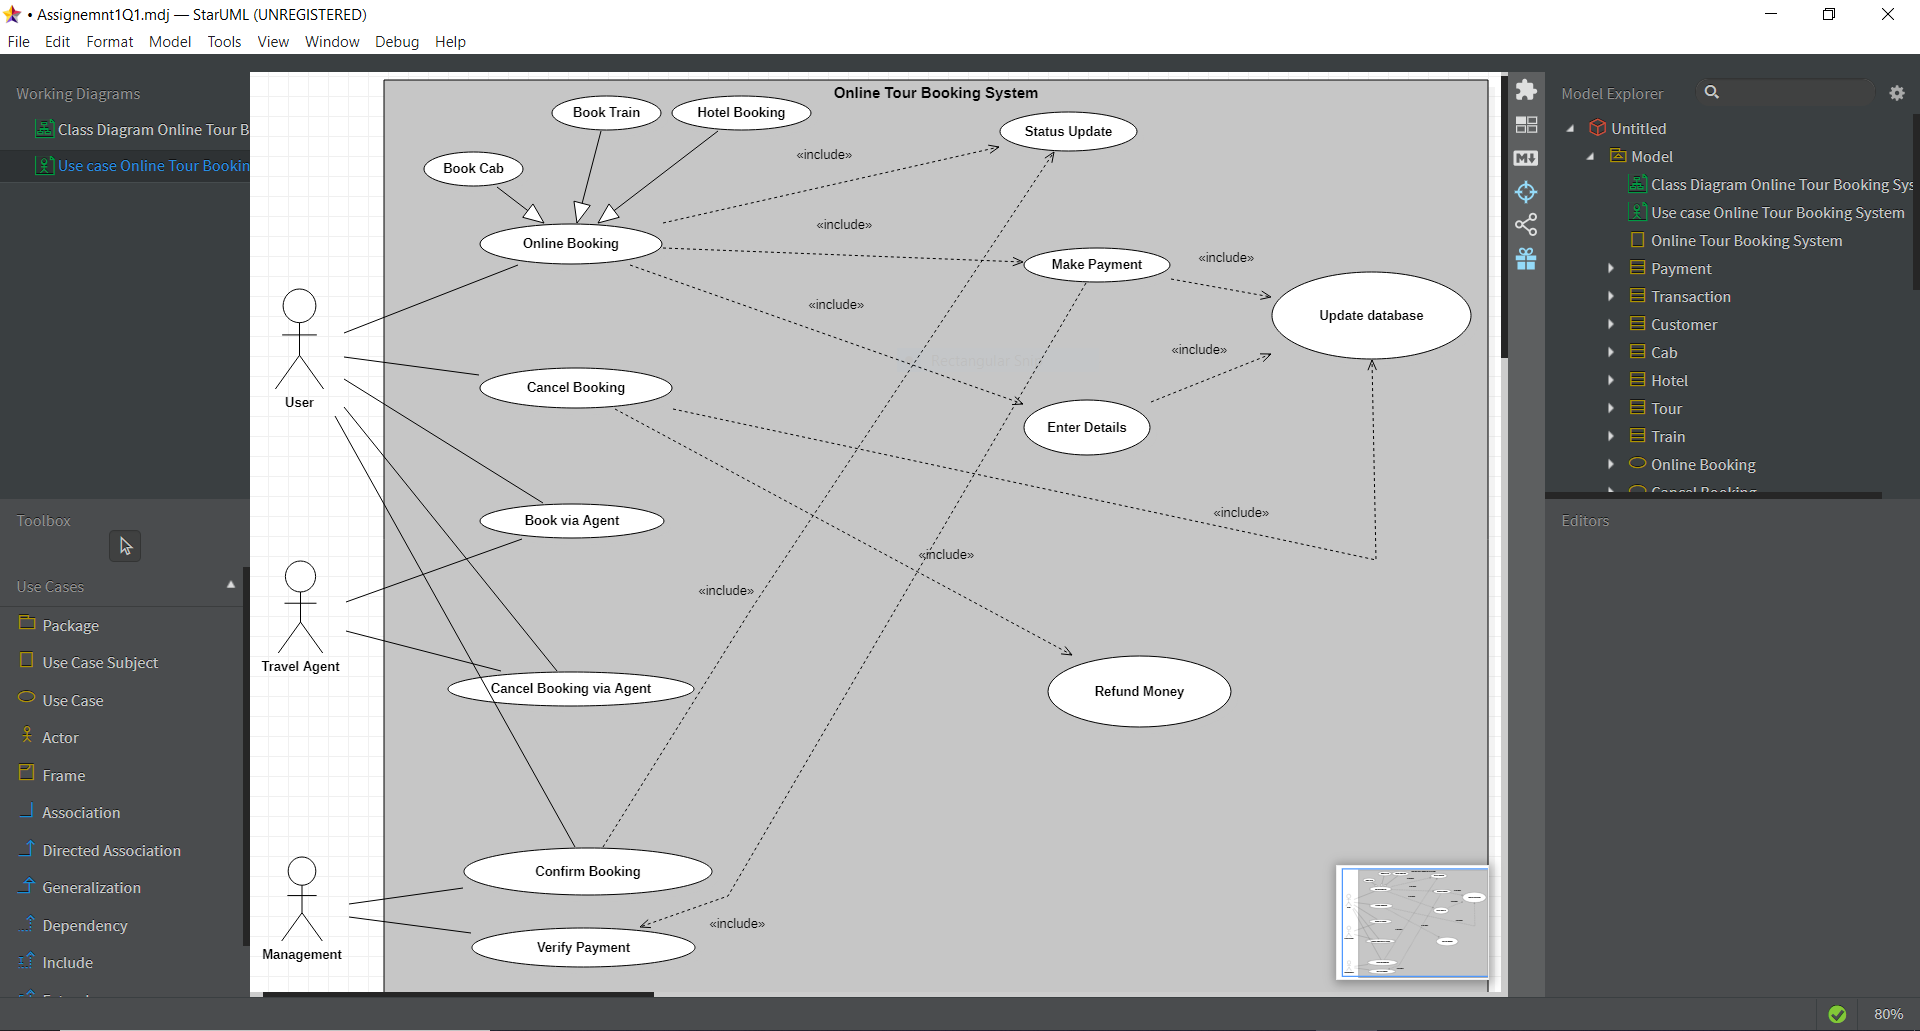 • Assignemnt1Q1.mdj — StarUML (UNREGISTERED)
File Edit Format Model Tools View Window Debug Help
Working Diagrams
Class Diagram Online Tour B
Use case Online Tour Bookin
Toolbox
Use Cases
Package
Use Case Subject
Use Case
Actor
Frame
Association
Directed Association
Generalization
Dependency
Include
Online Tour Booking System
Book Train
Hotel Booking
Status Update
«include»
Book Cab
«include»
Online Booking
Make Payment
«include»
«include»
Update database
«include»
Rectangular
User
Cancel Booking
Enter Details
«include»
Book via Agent
«include»
«include»
Travel Agent
Cancel Booking via Agent
Refund Money
Confirm Booking
«include»
Verify Payment
Management
Model Explorer
Untitled
Model
Class Diagram Online Tour Booking Sys
Use case Online Tour Booking System
Online Tour Booking System
Payment
Transaction
Customer
Cab
Hotel
Tour
Train
Online Booking
Cancel Booking
Editors
80%